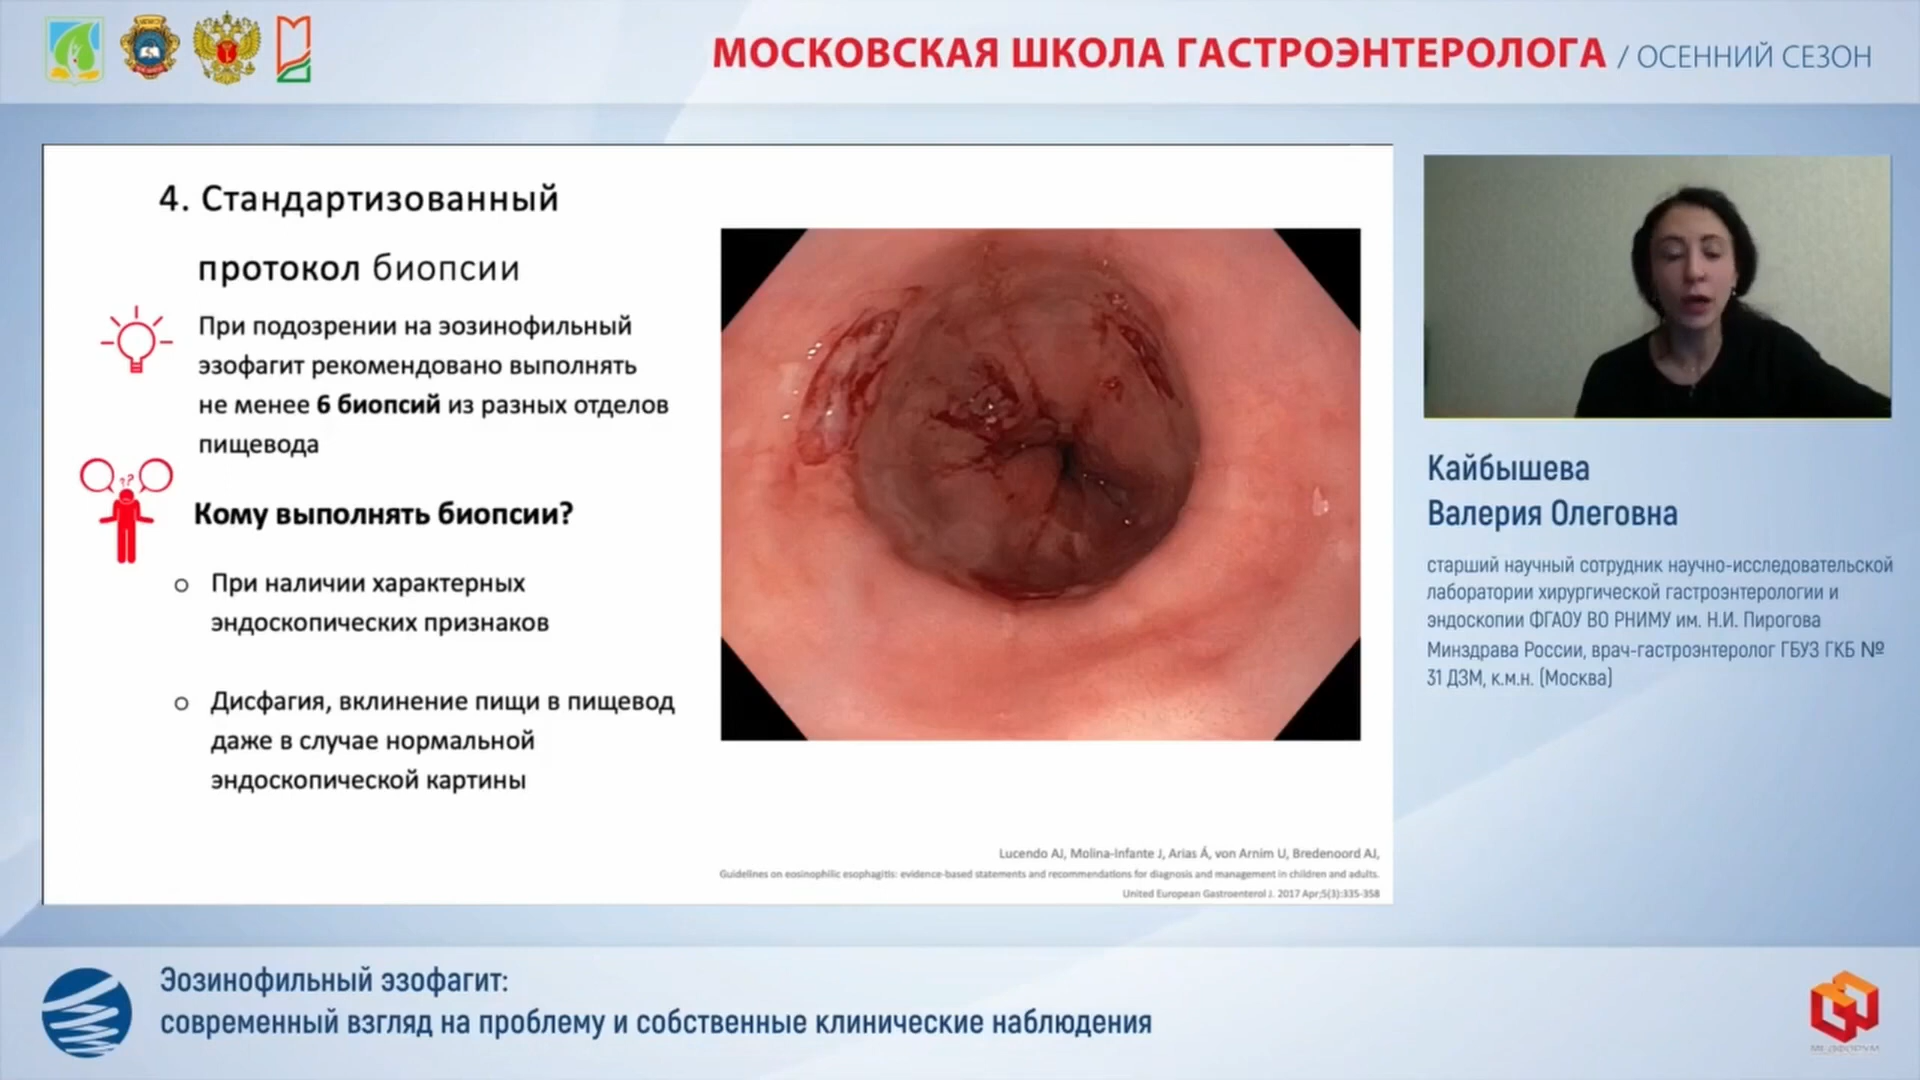 МОСКОВСКАЯ ШКОЛА ГАСТРОЭНТЕРОЛОГА / ОСЕННИЙ СЕЗОН
4. Стандартизованный
протокол биопсии
При подозрении на эозинофильный
эзофагит рекомендовано выполнять
не менее 6 биопсий из разных отделов
пищевода
??
Кому выполнять биопсии?
При наличии характерных
эндоскопических признаков
Дисфагия, вклинение пищи в пищевод
даже в случае нормальной
эндоскопической картины
Lucendo AJ, Molina-Infante J, Arias Á, von Arnim U, Bredenoord AJ,
Guidelines on eosinophilic esophagitis: evidence-based statements and recommendations for diagnosis and management in children and adults.
United European Gastroenterol J. 2017 Apr;5(3):335-358
Кайбышева
Валерия Олеговна
старший научный сотрудник научно-исследовательской
лаборатории хирургической гастроэнтерологии и
эндоскопии ФГАОУ ВО РНИМУ им. Н.И. Пирогова
Минздрава России, врач-гастроэнтеролог ГБУЗ ГКБ №
31 ДЗМ, к.м.н. (Москва)
Эозинофильный эзофагит:
современный взгляд на проблему и собственные клинические наблюдения
МЕДФОРУМ